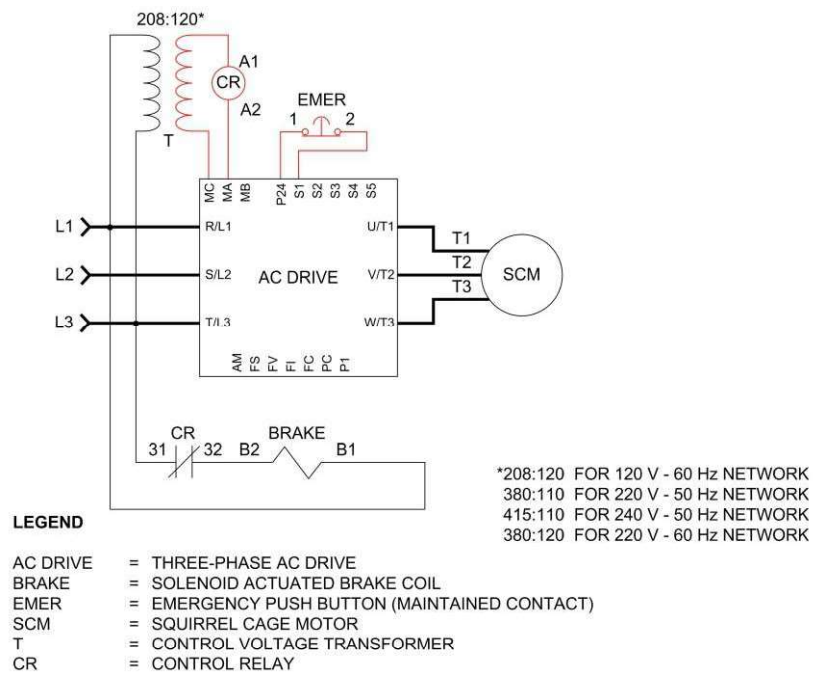 208:120*
A1
CR
A2
T
EMER
1 2
MC MA MB P24 S1 S2 S3 S4 S5
L1 R/L1 U/T1 T1
L2 S/L2 AC DRIVE V/T2 T2 SCM
L3 T/L3 W/T3 T3
AM FS FV FI FC PC P1
CR BRAKE
31 32 B2 B1
*208:120 FOR 120 V - 60 Hz NETWORK
380:110 FOR 220 V - 50 Hz NETWORK
415:110 FOR 240 V - 50 Hz NETWORK
380:120 FOR 220 V - 60 Hz NETWORK
LEGEND
AC DRIVE = THREE-PHASE AC DRIVE
BRAKE = SOLENOID ACTUATED BRAKE COIL
EMER = EMERGENCY PUSH BUTTON (MAINTAINED CONTACT)
SCM = SQUIRREL CAGE MOTOR
T = CONTROL VOLTAGE TRANSFORMER
CR = CONTROL RELAY